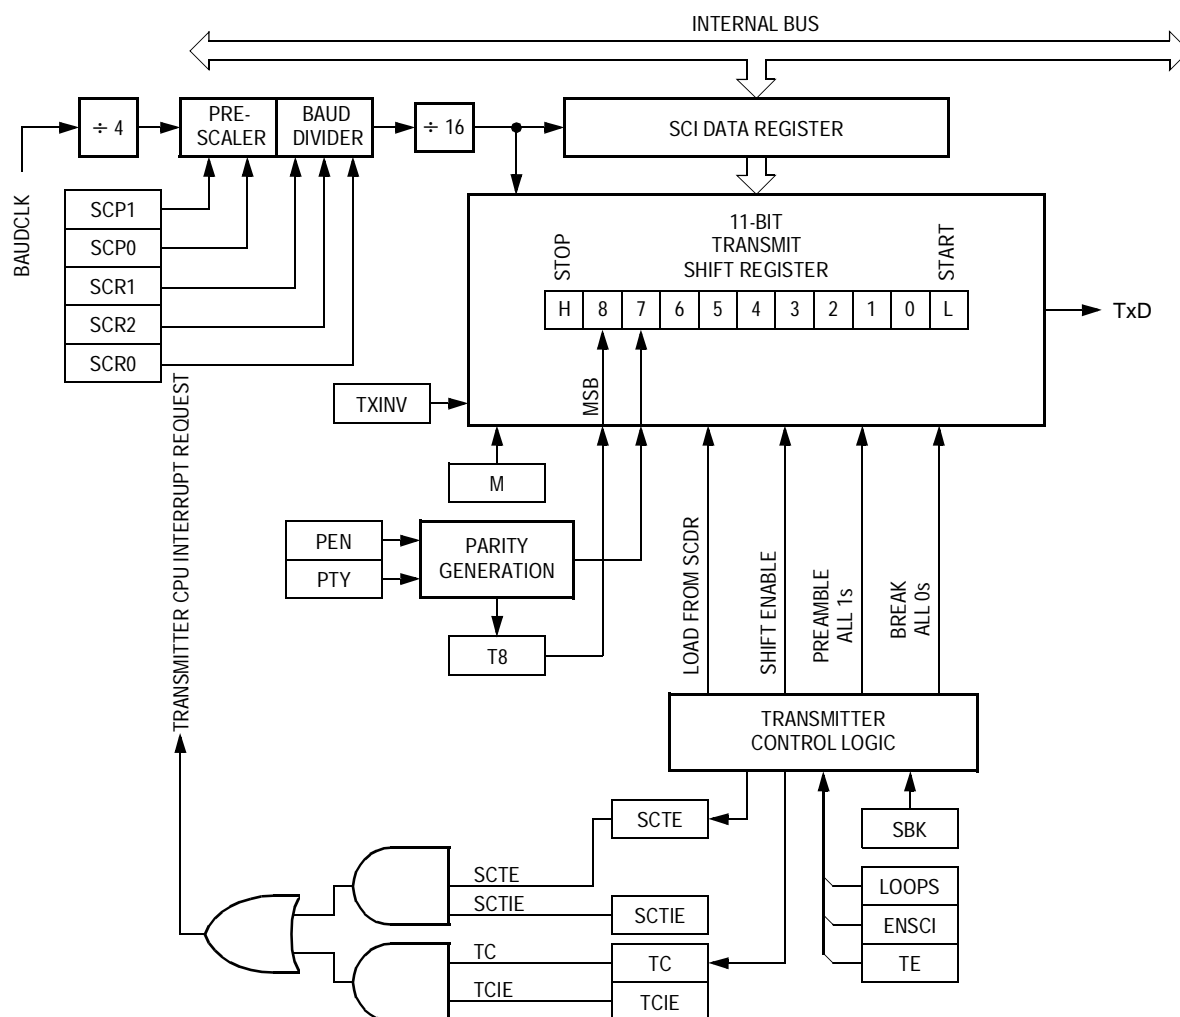 INTERNAL BUS
÷ 4
PRE-
SCALER
BAUD
DIVIDER
÷ 16
SCI DATA REGISTER
BAUDCLK
SCP1
SCP0
SCR1
SCR2
SCR0
11-BIT
TRANSMIT
SHIFT REGISTER
STOP
START
H 8 7 6 5 4 3 2 1 0 L
TxD
MSB
TXINV
M
PEN
PTY
PARITY
GENERATION
T8
TRANSMITTER CPU INTERRUPT REQUEST
LOAD FROM SCDR
SHIFT ENABLE
PREAMBLE
ALL 1s
BREAK
ALL 0s
TRANSMITTER
CONTROL LOGIC
SCTE
SBK
SCTE
SCTIE
SCTIE
TC
TC
TCIE
TCIE
LOOPS
ENSCI
TE